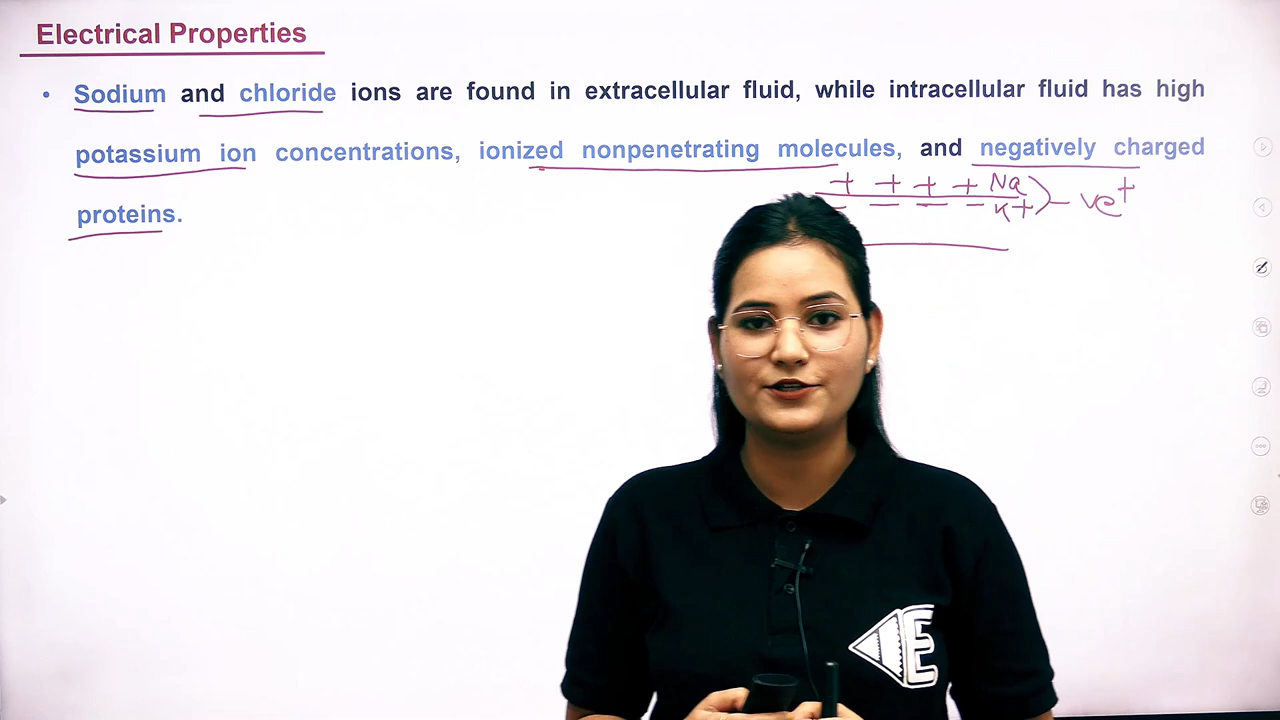 Electrical Properties
• Sodium and chloride ions are found in extracellular fluid, while intracellular fluid has high
potassium ion concentrations, ionized nonpenetrating molecules, and negatively charged
proteins.
+ + + + Na
- - - - K+ ) - ve+
E